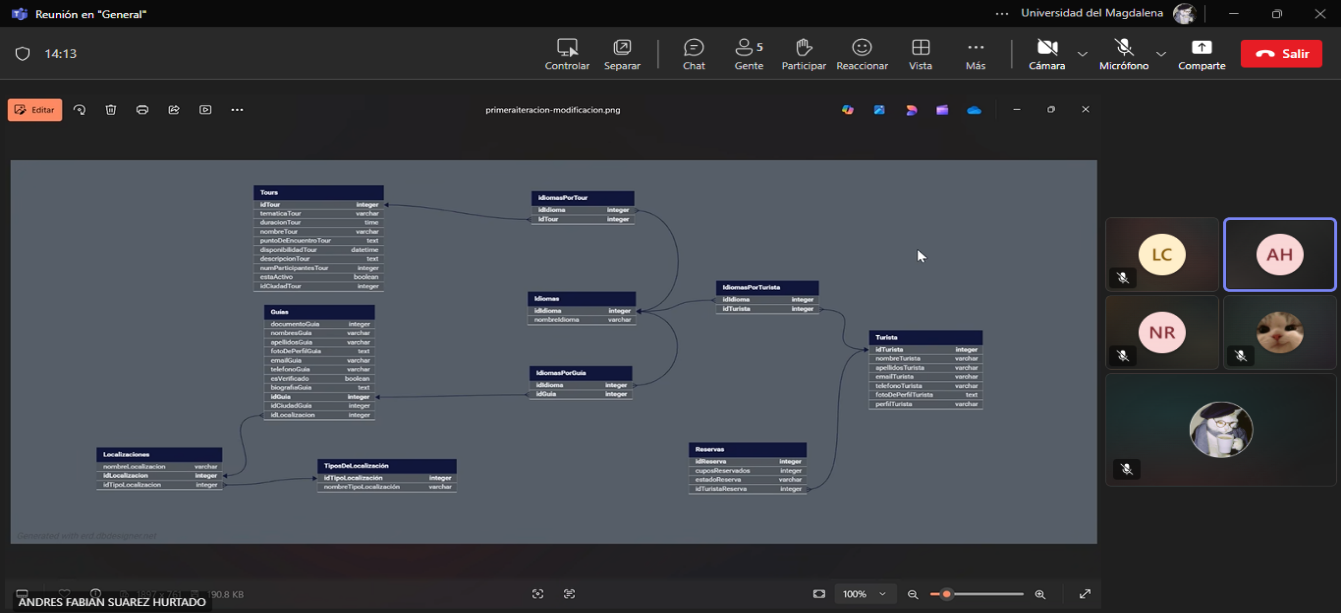 Reunión en "General"
Universidad del Magdalena
14:13
Controlar
Separar
Chat
5
Gente
Participar
Reaccionar
Vista
Más
Cámara
Micrófono
Comparte
Salir
Editar
primeraiteracion-modificacion.png
Tours
idTour integer
tematicaTour varchar
duracionTour time
nombreTour varchar
puntoDeEncuentroTour text
disponibilidadTour datetime
descripcionTour text
numParticipantesTour integer
estaActivo boolean
idCiudadTour integer
IdiomasPorTour
idIdioma integer
idTour integer
Guias
documentoGuia integer
nombresGuia varchar
apellidosGuia varchar
fotoDePerfilGuia text
emailGuia varchar
telefonoGuia varchar
esVerificado boolean
biografiaGuia text
idGuia integer
idCiudadGuia integer
idLocalizacion integer
Idiomas
idIdioma integer
nombreIdioma varchar
IdiomasPorTurista
idIdioma integer
idTurista integer
Turista
idTurista integer
nombreTurista varchar
apellidosTurista varchar
emailTurista varchar
telefonoTurista varchar
fotoDePerfilTurista text
perfilTurista varchar
IdiomasPorGuia
idIdioma integer
idGuia integer
Localizaciones
nombreLocalizacion varchar
idLocalizacion integer
idTipoLocalizacion integer
TiposDeLocalización
idTipoLocalización integer
nombreTipoLocalización varchar
Reservas
idReserva integer
cuposReservados integer
estadoReserva varchar
idTuristaReserva integer
LC
AH
NR
90.8 KB
100%
ANDRES FABIAN SUAREZ HURTADO